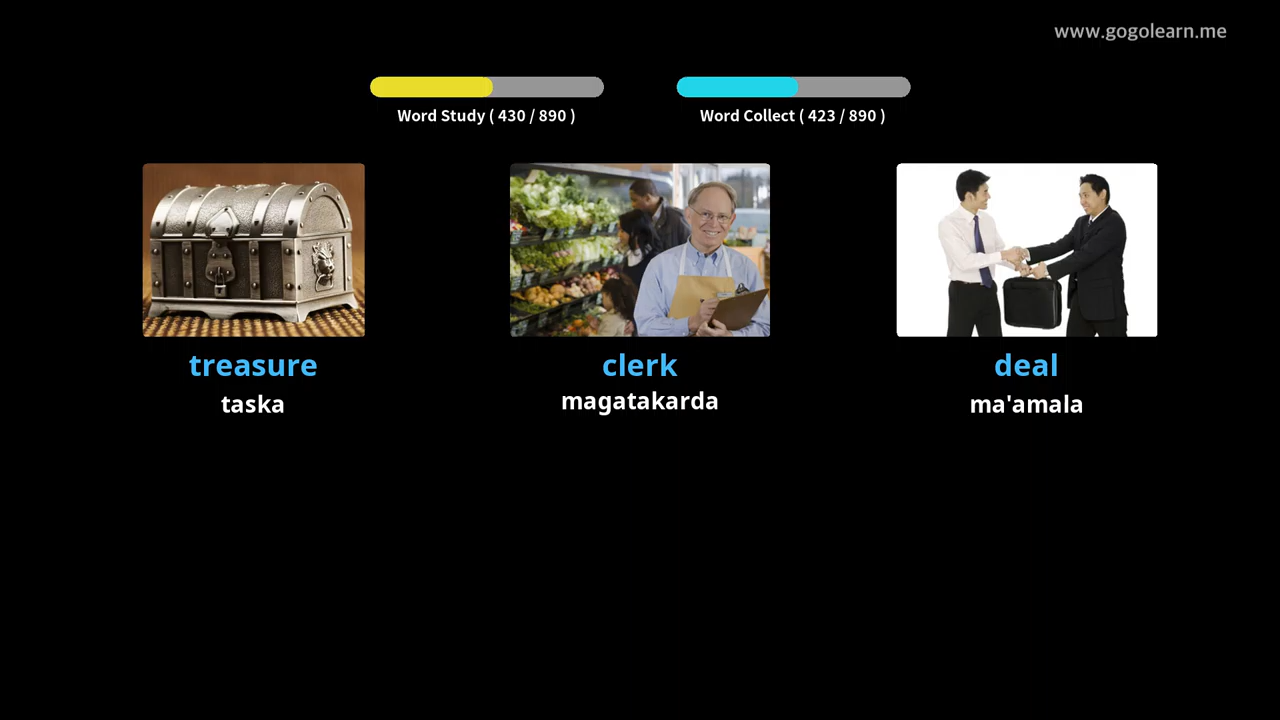 www.gogolearn.me
Word Study ( 430 / 890 )
Word Collect ( 423 / 890 )
treasure
taska
clerk
magatakarda
deal
ma'amala